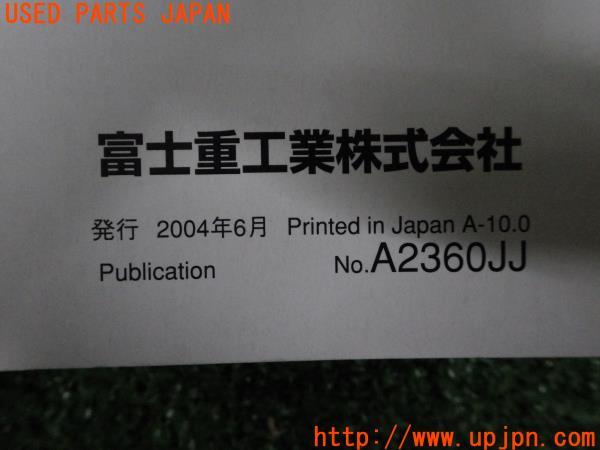 USED PARTS JAPAN
富士重工業株式会社
発行 2004年6月 Printed in Japan A-10.0
Publication No.A2360JJ
http://www.upjpn.com